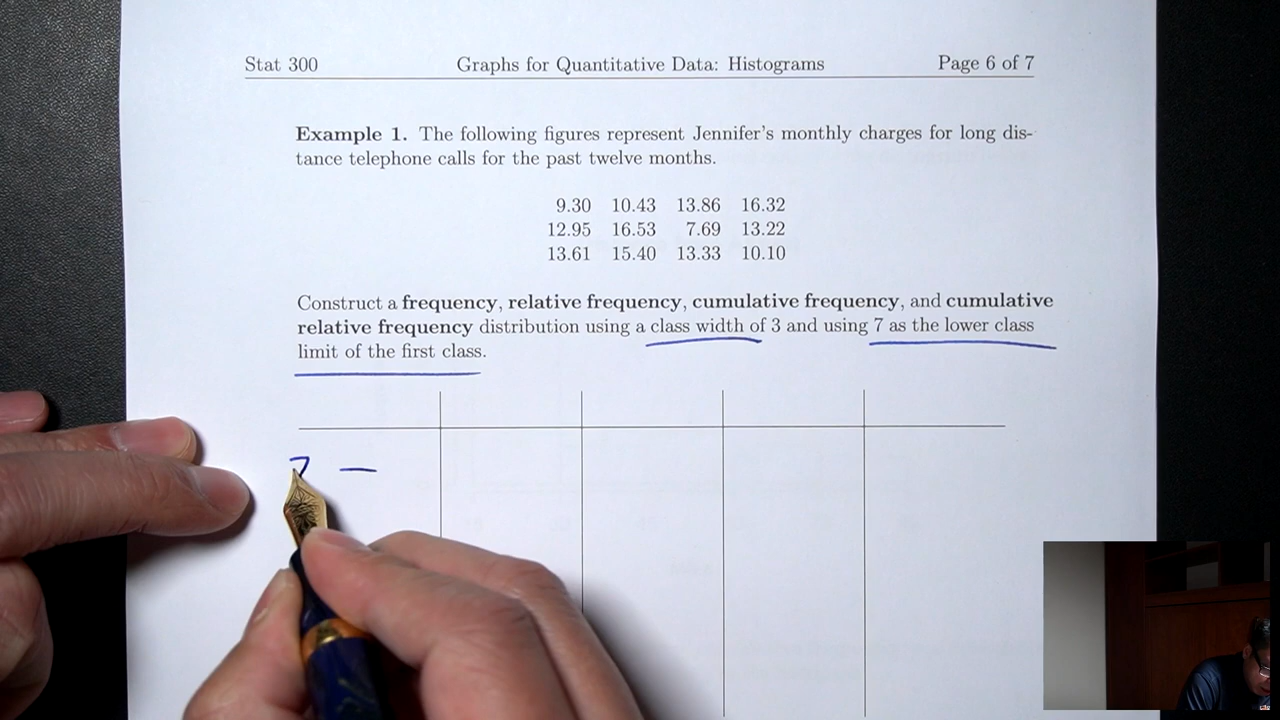 Stat 300 Graphs for Quantitative Data: Histograms Page 6 of 7
Example 1. The following figures represent Jennifer's monthly charges for long dis-
tance telephone calls for the past twelve months.
9.30 10.43 13.86 16.32
12.95 16.53 7.69 13.22
13.61 15.40 13.33 10.10
Construct a frequency, relative frequency, cumulative frequency, and cumulative
relative frequency distribution using a class width of 3 and using 7 as the lower class
limit of the first class.
7 —